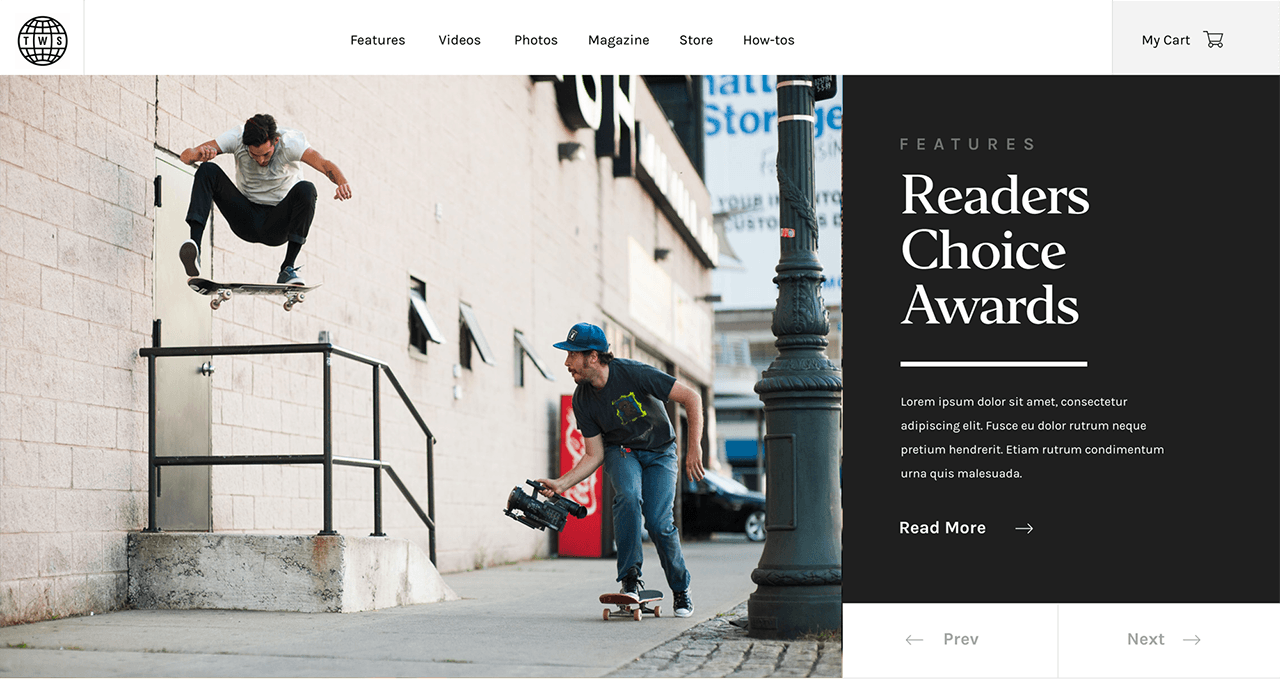 TWS
Features
Videos
Photos
Magazine
Store
How-tos
My Cart
Storage
FEATURES
Readers
Choice
Awards
Lorem ipsum dolor sit amet, consectetur
adipiscing elit. Fusce eu dolor rutrum neque
pretium hendrerit. Etiam rutrum condimentum
urna quis malesuada.
Read More
Prev
Next